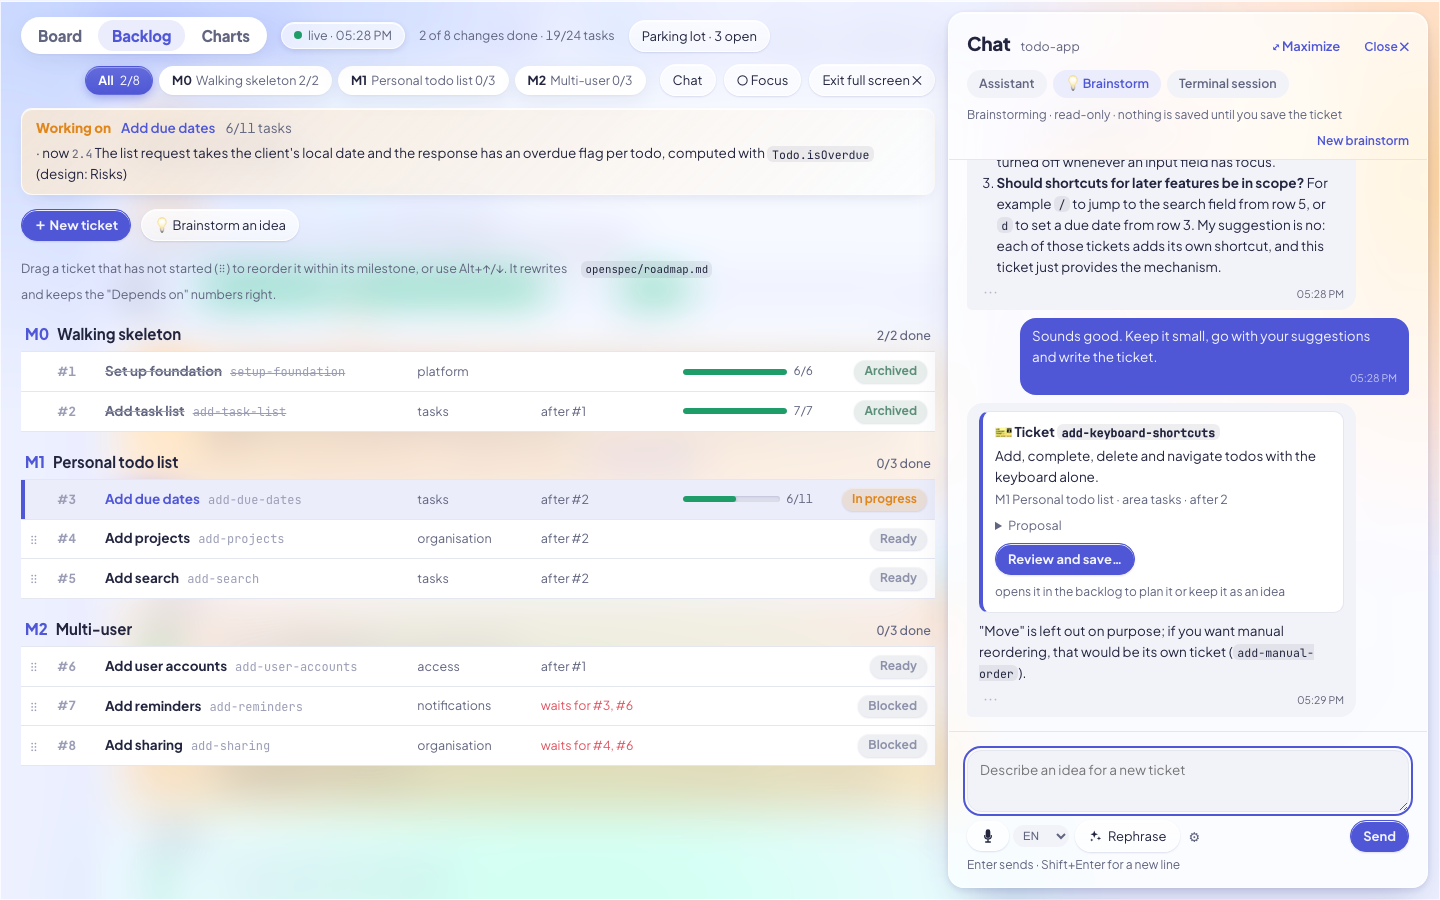 Board Backlog Charts live · 05:28 PM 2 of 8 changes done · 19/24 tasks Parking lot · 3 open
All 2/8 M0 Walking skeleton 2/2 M1 Personal todo list 0/3 M2 Multi-user 0/3 Chat Focus Exit full screen ✕
Working on Add due dates 6/11 tasks
· now 2.4 The list request takes the client's local date and the response has an overdue flag per todo, computed with Todo.isOverdue
(design: Risks)
+ New ticket 💡 Brainstorm an idea
Drag a ticket that has not started (⠿) to reorder it within its milestone, or use Alt+↑/↓. It rewrites openspec/roadmap.md
and keeps the "Depends on" numbers right.
M0 Walking skeleton 2/2 done
#1 Set up foundation setup-foundation platform 6/6 Archived
#2 Add task list add-task-list tasks after #1 7/7 Archived
M1 Personal todo list 0/3 done
#3 Add due dates add-due-dates tasks after #2 6/11 In progress
#4 Add projects add-projects organisation after #2 Ready
#5 Add search add-search tasks after #2 Ready
M2 Multi-user 0/3 done
#6 Add user accounts add-user-accounts access after #1 Ready
#7 Add reminders add-reminders notifications waits for #3, #6 Blocked
#8 Add sharing add-sharing organisation waits for #4, #6 Blocked
Chat todo-app Maximize Close ✕
Assistant 💡 Brainstorm Terminal session
Brainstorming · read-only · nothing is saved until you save the ticket
New brainstorm
turned off whenever an input field has focus.
3. Should shortcuts for later features be in scope? For
example / to jump to the search field from row 5, or
d to set a due date from row 3. My suggestion is no:
each of those tickets adds its own shortcut, and this
ticket just provides the mechanism.
... 05:28 PM
Sounds good. Keep it small, go with your suggestions
and write the ticket.
05:28 PM
🎫 Ticket add-keyboard-shortcuts
Add, complete, delete and navigate todos with the
keyboard alone.
M1 Personal todo list · area tasks · after 2
▶ Proposal
Review and save…
opens it in the backlog to plan it or keep it as an idea
"Move" is left out on purpose; if you want manual
reordering, that would be its own ticket ( add-manual-
order ).
... 05:29 PM
Describe an idea for a new ticket
EN Rephrase ⚙ Send
Enter sends · Shift+Enter for a new line